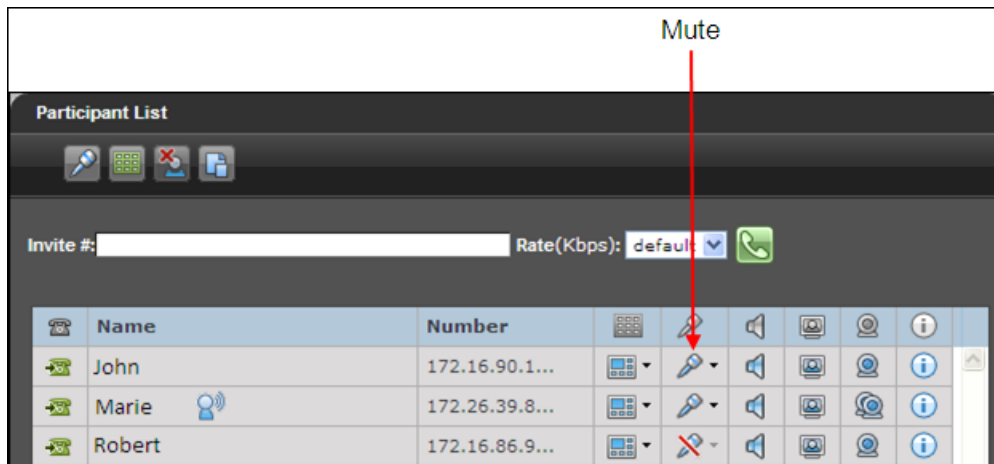 Mute
Participant List
Invite #: Rate(Kbps): default
Name Number
John 172.16.90.1...
Marie 172.26.39.8...
Robert 172.16.86.9...